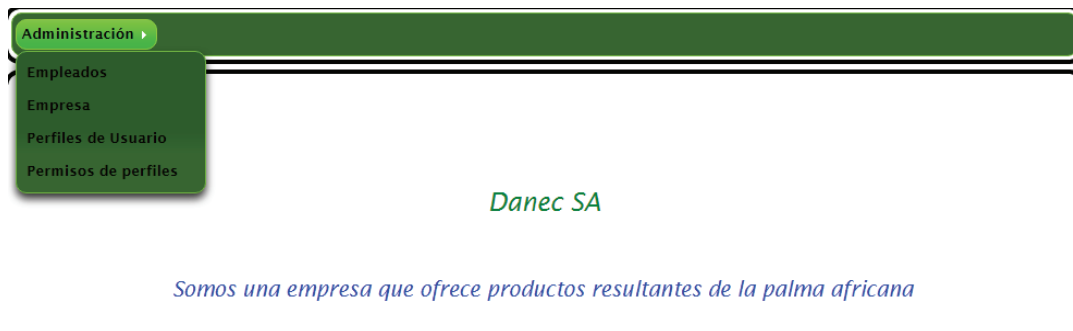 Administración
Empleados
Empresa
Perfiles de Usuario
Permisos de perfiles
Danec SA
Somos una empresa que ofrece productos resultantes de la palma africana